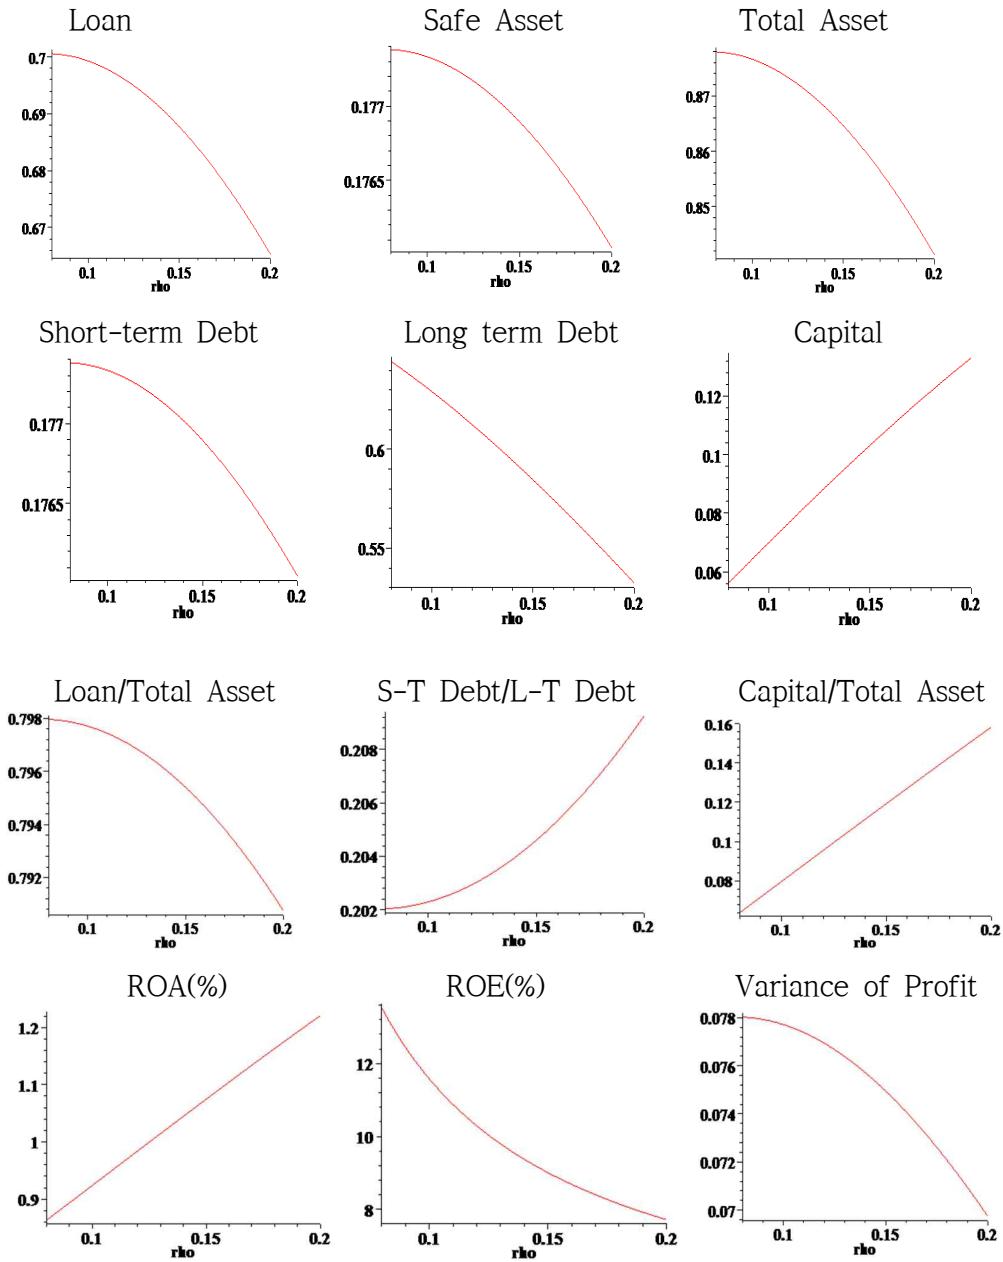 Loan
0.7
0.69
0.68
0.67
0.1 0.15 0.2
rho
Safe Asset
0.177
0.1765
0.1 0.15 0.2
rho
Total Asset
0.87
0.86
0.85
0.1 0.15 0.2
rho
Short-term Debt
0.177
0.1765
0.1 0.15 0.2
rho
Long term Debt
0.6
0.55
0.1 0.15 0.2
rho
Capital
0.12
0.1
0.08
0.06
0.1 0.15 0.2
rho
Loan/Total Asset
0.798
0.796
0.794
0.792
0.1 0.15 0.2
rho
S-T Debt/L-T Debt
0.208
0.206
0.204
0.202
0.1 0.15 0.2
rho
Capital/Total Asset
0.16
0.14
0.12
0.1
0.08
0.1 0.15 0.2
rho
ROA(%)
1.2
1.1
1
0.9
0.1 0.15 0.2
rho
ROE(%)
12
10
8
0.1 0.15 0.2
rho
Variance of Profit
0.078
0.076
0.074
0.072
0.07
0.1 0.15 0.2
rho